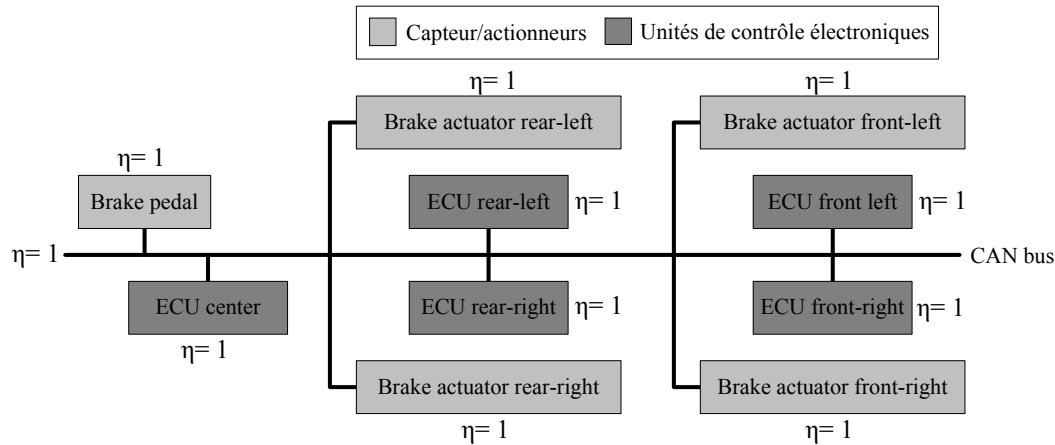 Capteur/actionneurs
Unités de contrôle électroniques
η= 1
η= 1
Brake actuator rear-left
Brake actuator front-left
η= 1
Brake pedal
ECU rear-left
η= 1
ECU front left
η= 1
η= 1
CAN bus
ECU center
ECU rear-right
η= 1
ECU front-right
η= 1
η= 1
Brake actuator rear-right
Brake actuator front-right
η= 1
η= 1